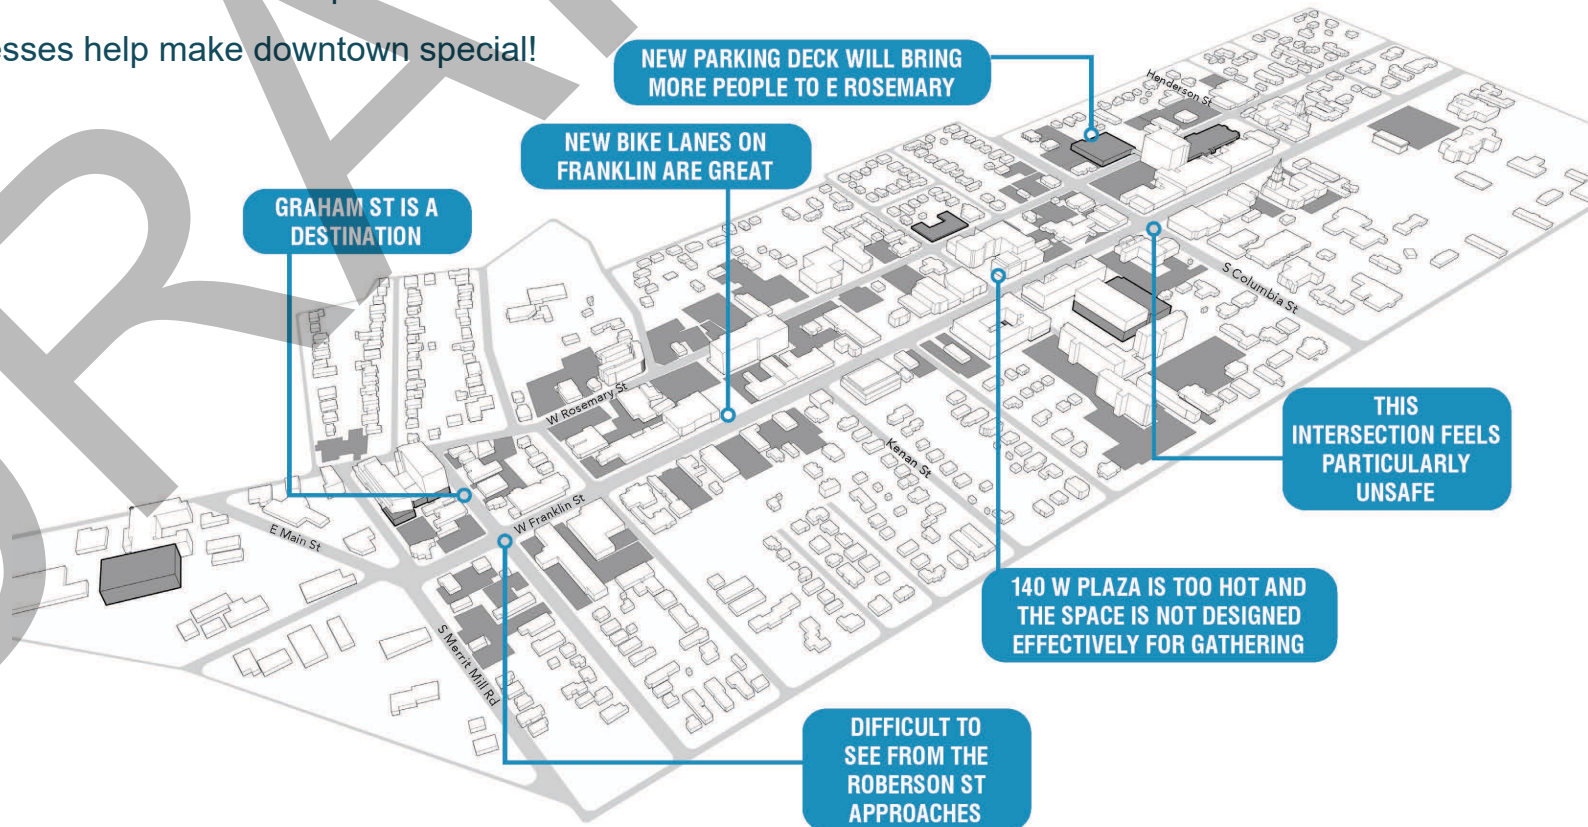 esses help make downtown special!
NEW PARKING DECK WILL BRING
MORE PEOPLE TO E ROSEMARY
Henderson St
NEW BIKE LANES ON
FRANKLIN ARE GREAT
GRAHAM ST IS A
DESTINATION
S Columbia St
W Rosemary St
THIS
INTERSECTION FEELS
PARTICULARLY
UNSAFE
Kenan St
W Franklin St
E Main St
140 W PLAZA IS TOO HOT AND
THE SPACE IS NOT DESIGNED
EFFECTIVELY FOR GATHERING
S Merrit Mill Rd
DIFFICULT TO
SEE FROM THE
ROBERSON ST
APPROACHES
DRA